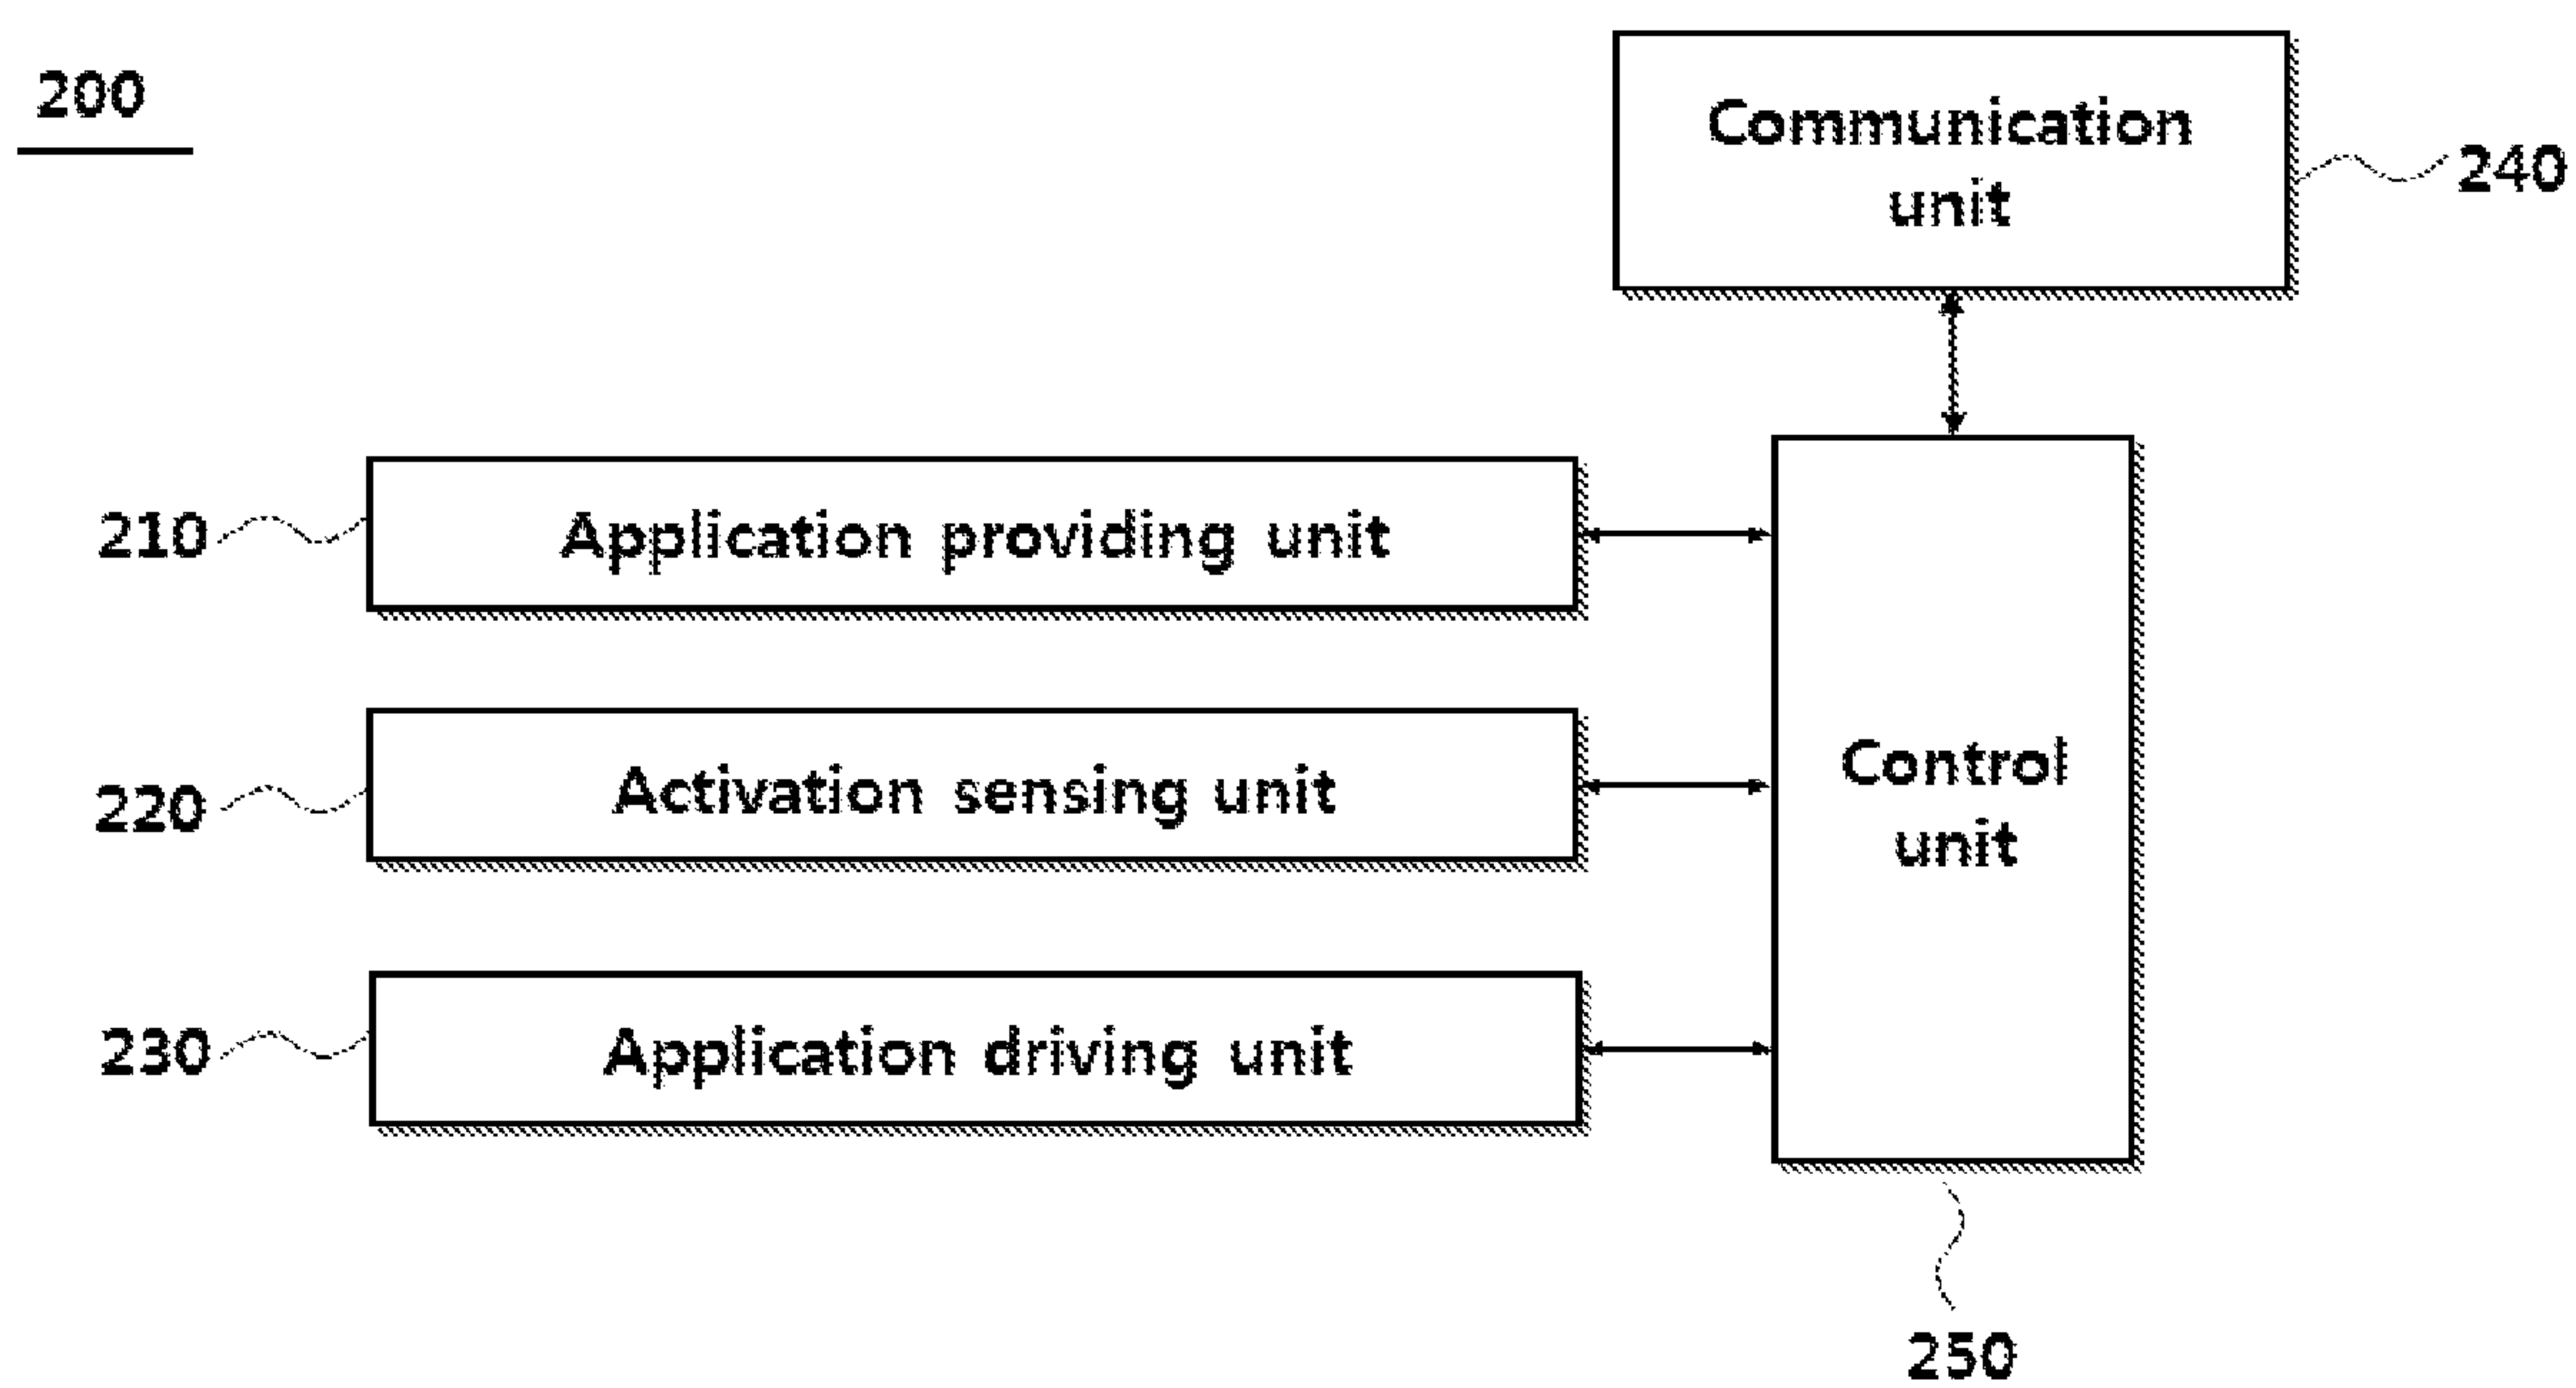 200
Communication
unit
240
210
Application providing unit
220
Activation sensing unit
Control
unit
230
Application driving unit
250